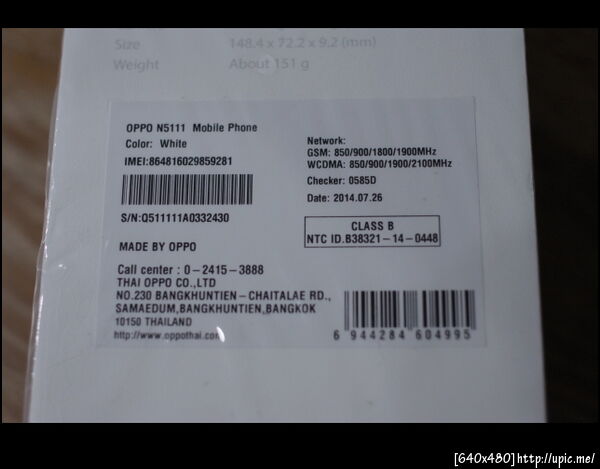 Size 148.4 x 72.2 x 9.2 (mm)
Weight About 151 g
OPPO N5111 Mobile Phone
Color: White
IMEI:864816029859281
S/N:Q511111A0332430
MADE BY OPPO
Network:
GSM: 850/900/1800/1900MHz
WCDMA: 850/900/1900/2100MHz
Checker: 0585D
Date: 2014.07.26
CLASS B
NTC ID.B38321-14-0448
Call center : 0-2415-3888
THAI OPPO CO.,LTD
NO.230 BANGKHUNTIEN-CHAITALAE RD.,
SAMAEDUM,BANGKHUNTIEN,BANGKOK
10150 THAILAND
http://www.oppothai.com
6 944284 604995
[640x480]http://upic.me/